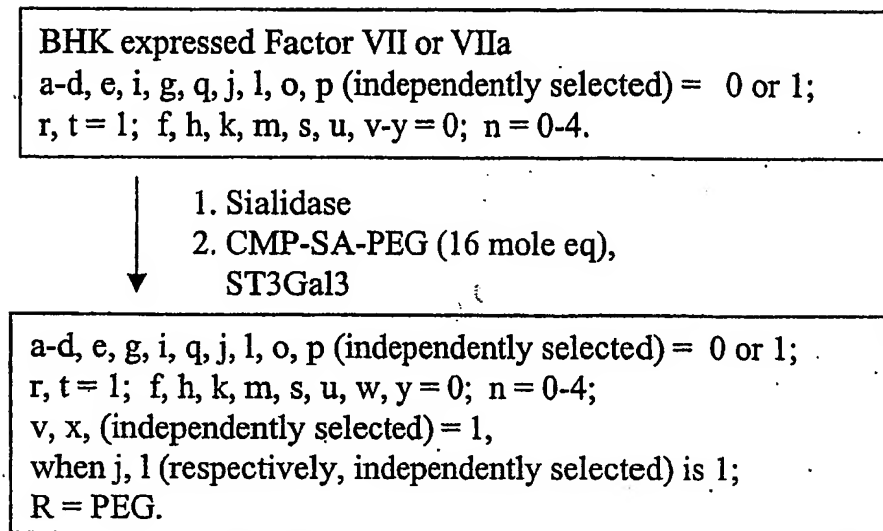 BHK expressed Factor VII or VIIa
a-d, e, i, g, q, j, l, o, p (independently selected) = 0 or 1;
r, t = 1; f, h, k, m, s, u, v-y = 0; n = 0-4.
1. Sialidase
2. CMP-SA-PEG (16 mole eq),
ST3Gal3
a-d, e, g, i, q, j, l, o, p (independently selected) = 0 or 1;
r, t = 1; f, h, k, m, s, u, w, y = 0; n = 0-4;
v, x, (independently selected) = 1,
when j, l (respectively, independently selected) is 1;
R = PEG.